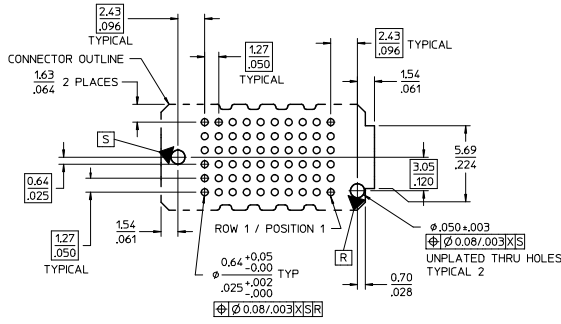 2.43
.096
TYPICAL
CONNECTOR OUTLINE
1.63
.064
2 PLACES
1.27
.050
TYPICAL
2.43
.096
TYPICAL
1.54
.061
S
5.69
.224
3.05
.120
0.64
.025
1.27
.050
TYPICAL
1.54
.061
ROW 1 / POSITION 1
R
⌀ .050±.003
⌖ ⌀ 0.08/.003 X S
UNPLATED THRU HOLES
TYPICAL 2
⌀ 0.64 +0.05 -0.00 TYP
.025 +.002 -.000
⌖ ⌀ 0.08/.003 X S R
0.70
.028